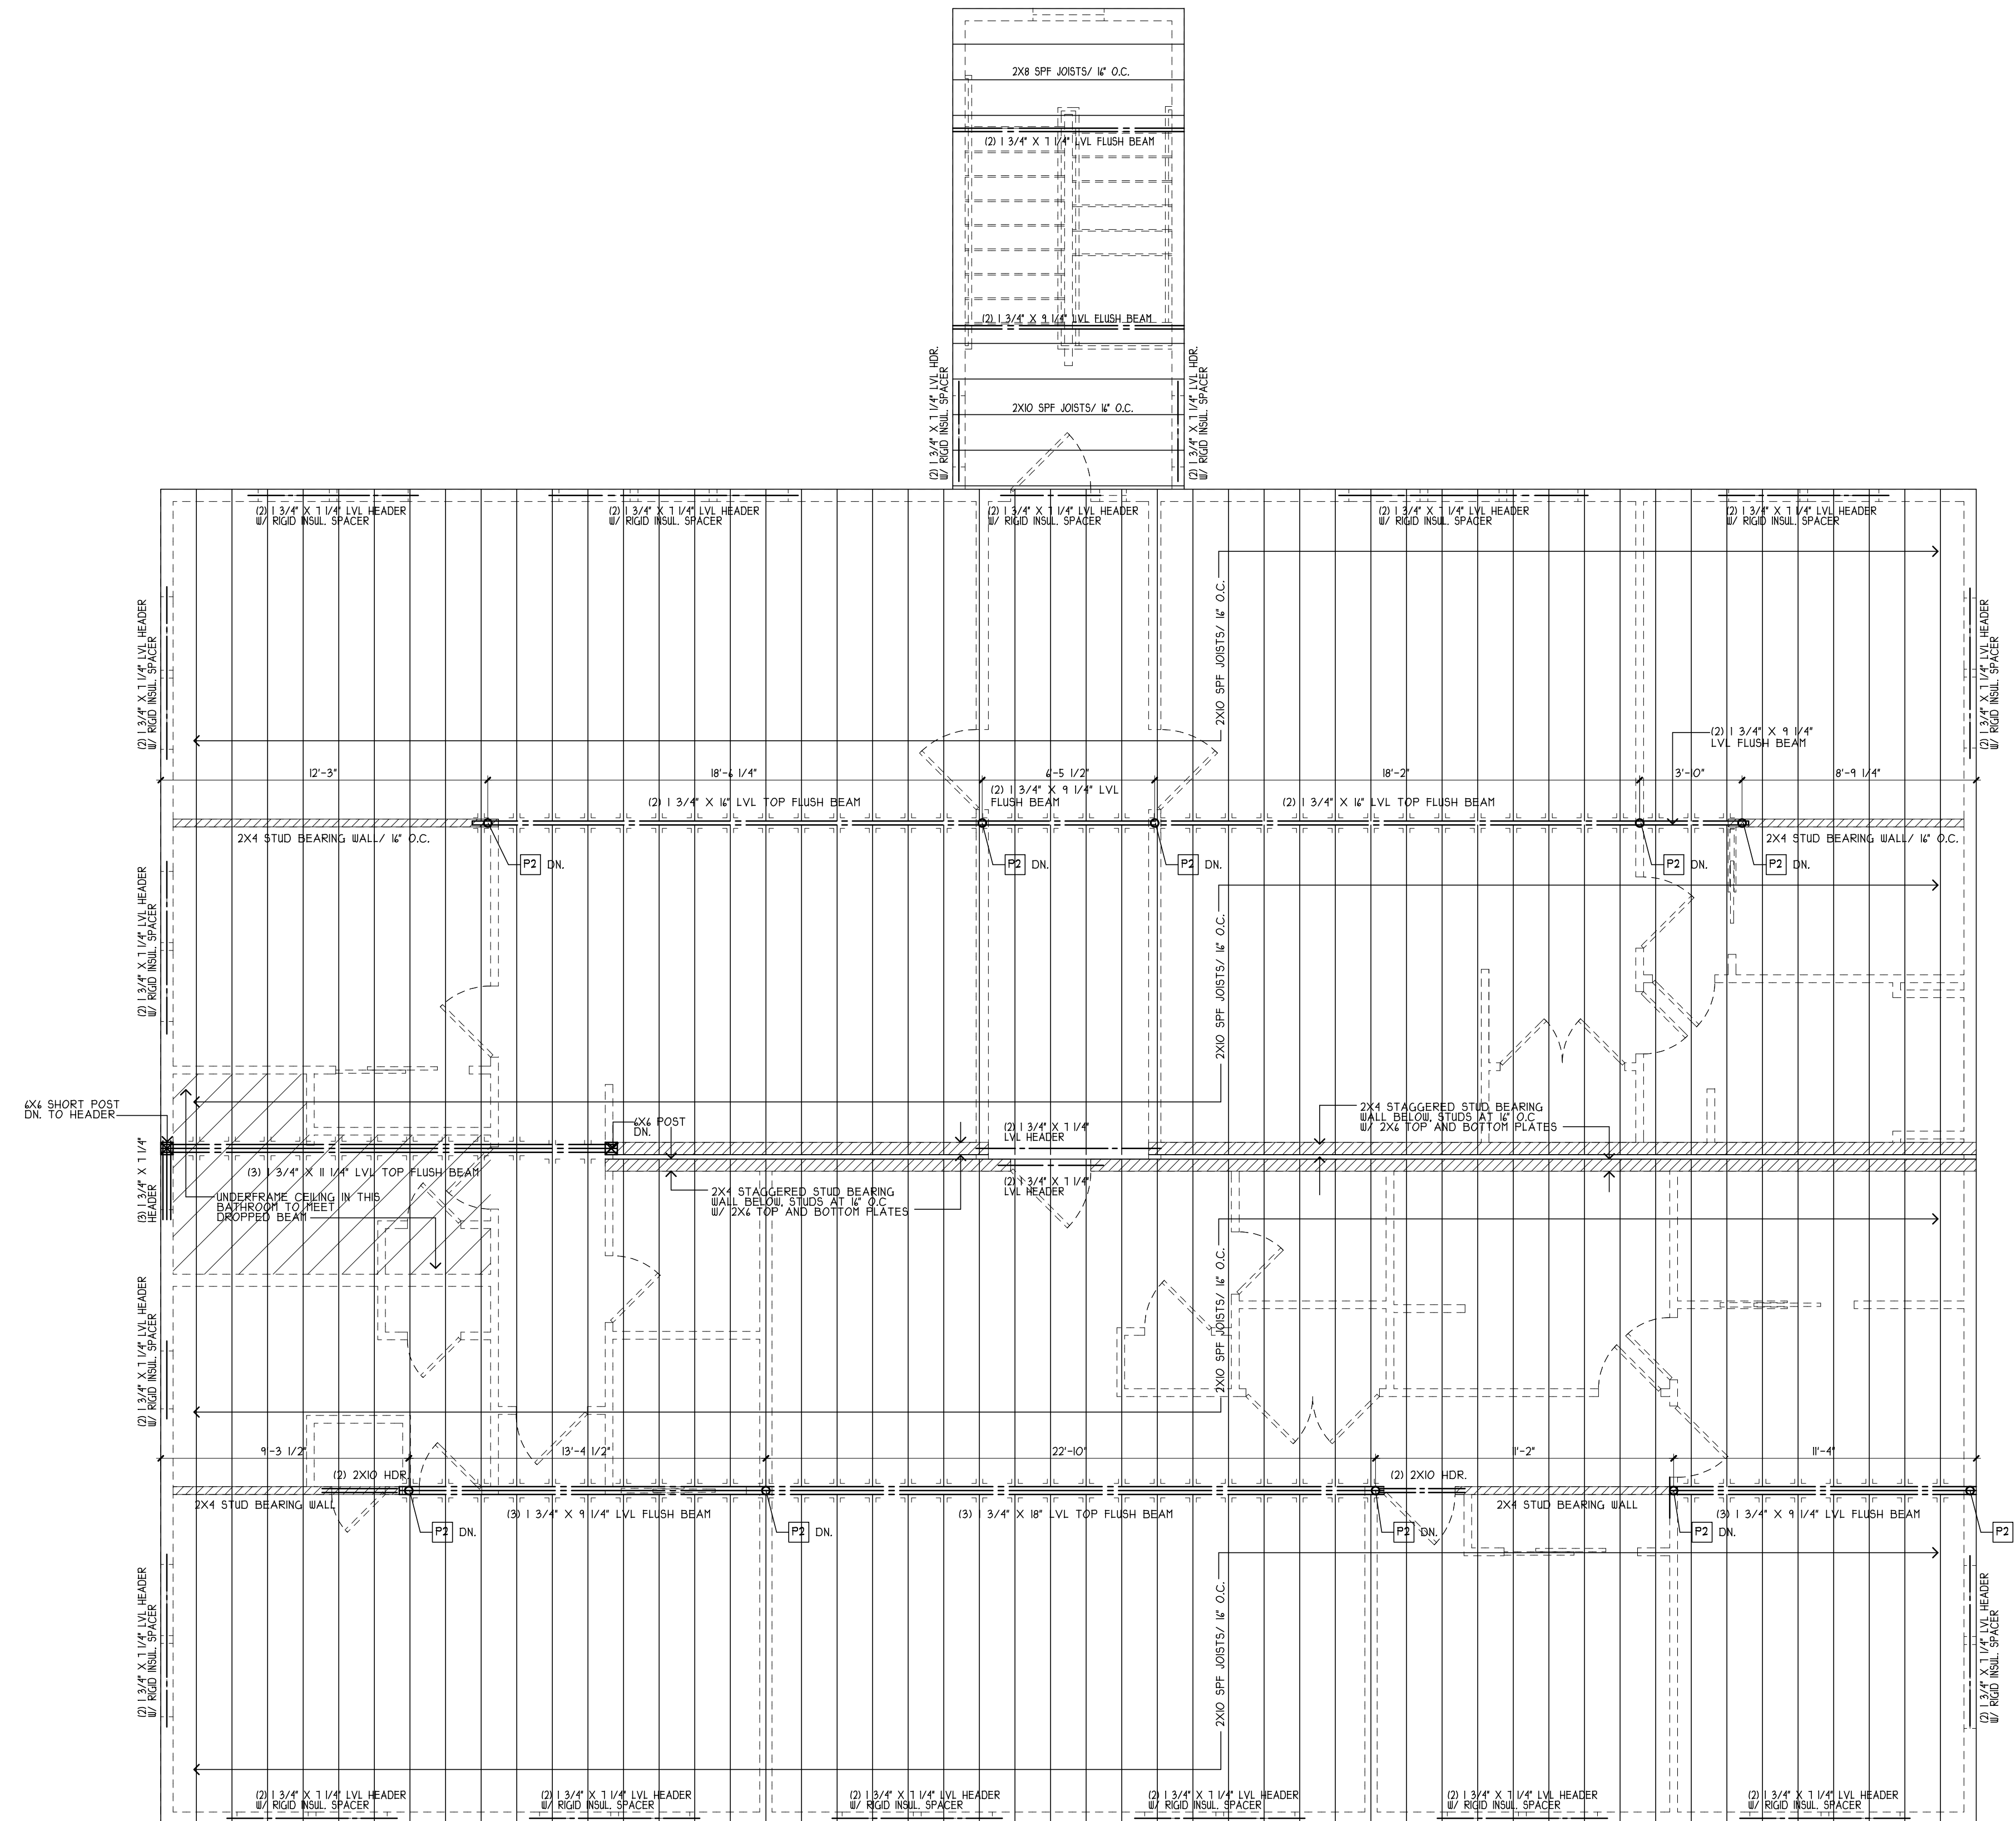 2X8 SPF JOISTS/ 16" O.C.
(2) 1 3/4" X 7 1/4" LVL FLUSH BEAM
(2) 1 3/4" X 9 1/4" LVL FLUSH BEAM
(2) 1 3/4" X 7 1/4" LVL HDR.
W/ RIGID INSUL. SPACER
(2) 1 3/4" X 7 1/4" LVL HDR.
W/ RIGID INSUL. SPACER
2X10 SPF JOISTS/ 16" O.C.
(2) 1 3/4" X 7 1/4" LVL HEADER
W/ RIGID INSUL. SPACER
(2) 1 3/4" X 7 1/4" LVL HEADER
W/ RIGID INSUL. SPACER
(2) 1 3/4" X 7 1/4" LVL HEADER
W/ RIGID INSUL. SPACER
(2) 1 3/4" X 7 1/4" LVL HEADER
W/ RIGID INSUL. SPACER
(2) 1 3/4" X 7 1/4" LVL HEADER
W/ RIGID INSUL. SPACER
(2) 1 3/4" X 7 1/4" LVL HEADER
W/ RIGID INSUL. SPACER
2X10 SPF JOISTS/ 16" O.C.
(2) 1 3/4" X 7 1/4" LVL HEADER
W/ RIGID INSUL. SPACER
(2) 1 3/4" X 9 1/4"
LVL FLUSH BEAM
12'-3"
18'-6 1/4"
6'-5 1/2"
18'-2"
3'-10"
8'-9 1/4"
(2) 1 3/4" X 16" LVL TOP FLUSH BEAM
(2) 1 3/4" X 9 1/4" LVL
FLUSH BEAM
(2) 1 3/4" X 16" LVL TOP FLUSH BEAM
2X4 STUD BEARING WALL/ 16" O.C.
2X4 STUD BEARING WALL/ 16" O.C.
P2 DN.
P2 DN.
P2 DN.
P2 DN.
P2 DN.
(2) 1 3/4" X 7 1/4" LVL HEADER
W/ RIGID INSUL. SPACER
2X10 SPF JOISTS/ 16" O.C.
6X6 SHORT POST
DN. TO HEADER
6X6 POST
DN.
(2) 1 3/4" X 7 1/4"
LVL HEADER
2X4 STAGGERED STUD BEARING
WALL BELOW, STUDS AT 16" O.C
W/ 2X6 TOP AND BOTTOM PLATES
(3) 1 3/4" X 7 1/4"
HEADER
(3) 1 3/4" X 11 1/4" LVL TOP FLUSH BEAM
UNDERFRAME CEILING IN THIS
BATHROOM TO MEET
DROPPED BEAM
2X4 STAGGERED STUD BEARING
WALL BELOW, STUDS AT 16" O.C
W/ 2X6 TOP AND BOTTOM PLATES
(2) 1 3/4" X 7 1/4"
LVL HEADER
(2) 1 3/4" X 7 1/4" LVL HEADER
W/ RIGID INSUL. SPACER
2X10 SPF JOISTS/ 16" O.C.
9'-3 1/2"
13'-4 1/2"
22'-10"
11'-2"
11'-4"
(2) 2X10 HDR.
(2) 2X10 HDR.
2X4 STUD BEARING WALL
(3) 1 3/4" X 9 1/4" LVL FLUSH BEAM
(3) 1 3/4" X 18" LVL TOP FLUSH BEAM
2X4 STUD BEARING WALL
(3) 1 3/4" X 9 1/4" LVL FLUSH BEAM
P2 DN.
P2 DN.
P2 DN.
P2 DN.
P2
(2) 1 3/4" X 7 1/4" LVL HEADER
W/ RIGID INSUL. SPACER
2X10 SPF JOISTS/ 16" O.C.
(2) 1 3/4" X 7 1/4" LVL HEADER
W/ RIGID INSUL. SPACER
(2) 1 3/4" X 7 1/4" LVL HEADER
W/ RIGID INSUL. SPACER
(2) 1 3/4" X 7 1/4" LVL HEADER
W/ RIGID INSUL. SPACER
(2) 1 3/4" X 7 1/4" LVL HEADER
W/ RIGID INSUL. SPACER
(2) 1 3/4" X 7 1/4" LVL HEADER
W/ RIGID INSUL. SPACER
(2) 1 3/4" X 7 1/4" LVL HEADER
W/ RIGID INSUL. SPACER
(2) 1 3/4" X 7 1/4" LVL HEADER
W/ RIGID INSUL. SPACER